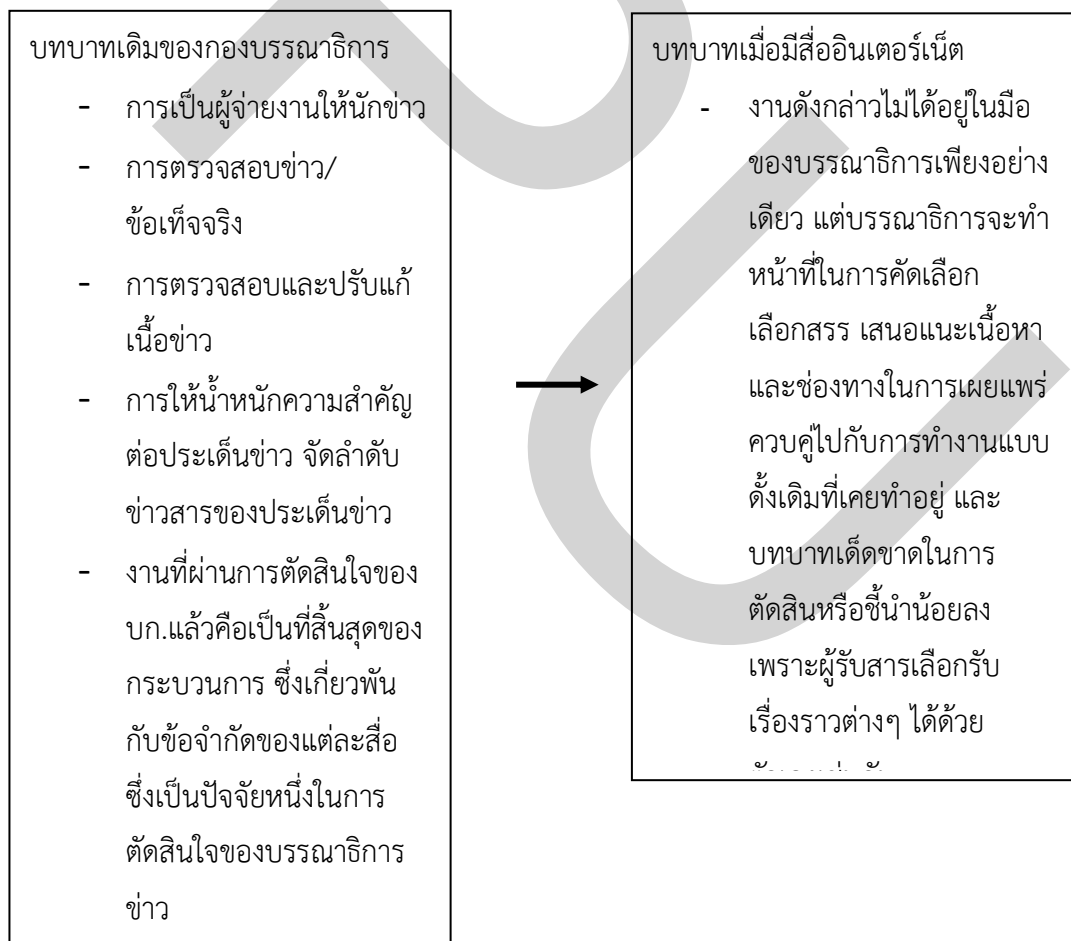 บทบาทเดิมของกองบรรณาธิการ
- การเป็นผู้จ่ายงานให้นักข่าว
- การตรวจสอบข่าว/
ข้อเท็จจริง
- การตรวจสอบและปรับแก้
เนื้อข่าว
- การให้น้ำหนักความสำคัญ
ต่อประเด็นข่าว จัดลำดับ
ข่าวสารของประเด็นข่าว
- งานที่ผ่านการตัดสินใจของ
บก.แล้วคือเป็นที่สิ้นสุดของ
กระบวนการ ซึ่งเกี่ยวพัน
กับข้อจำกัดของแต่ละสื่อ
ซึ่งเป็นปัจจัยหนึ่งในการ
ตัดสินใจของบรรณาธิการ
ข่าว
บทบาทเมื่อมีสื่ออินเตอร์เน็ต
- งานดังกล่าวไม่ได้อยู่ในมือ
ของบรรณาธิการเพียงอย่าง
เดียว แต่บรรณาธิการจะทำ
หน้าที่ในการคัดเลือก
เลือกสรร เสนอแนะเนื้อหา
และช่องทางในการเผยแพร่
ควบคู่ไปกับการทำงานแบบ
ดั้งเดิมที่เคยทำอยู่ และ
บทบาทเด็ดขาดในการ
ตัดสินหรือชี้นำน้อยลง
เพราะผู้รับสารเลือกรับ
เรื่องราวต่างๆ ได้ด้วย